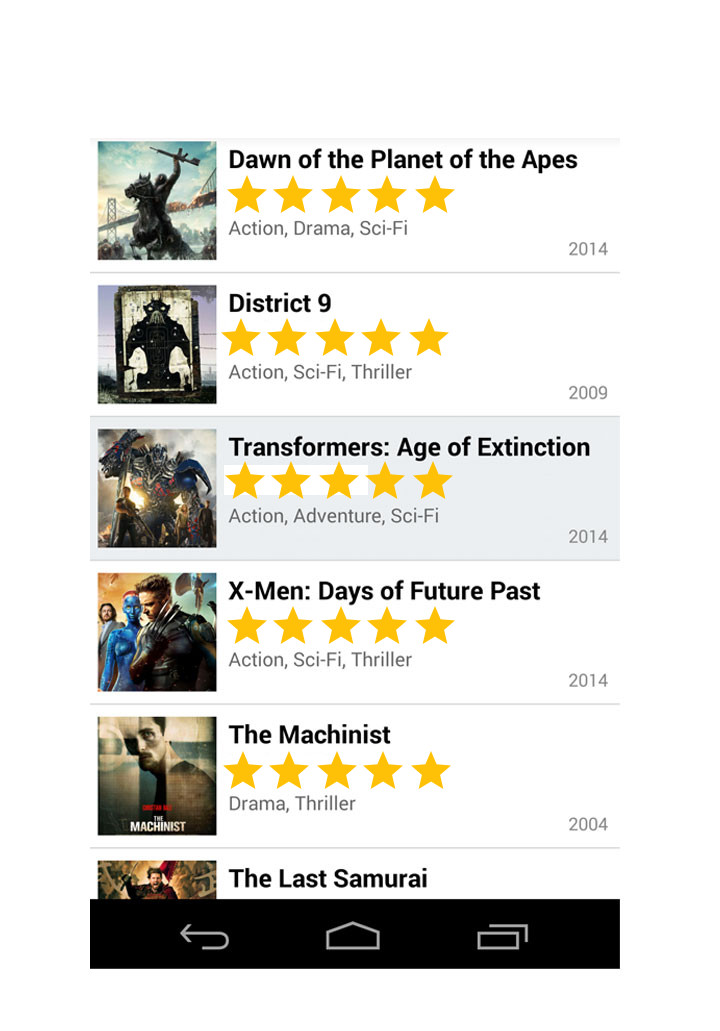 Dawn of the Planet of the Apes
Action, Drama, Sci-Fi
2014
District 9
Action, Sci-Fi, Thriller
2009
Transformers: Age of Extinction
Action, Adventure, Sci-Fi
2014
X-Men: Days of Future Past
Action, Sci-Fi, Thriller
2014
The Machinist
Drama, Thriller
THE
MACHINIST
2004
The Last Samurai